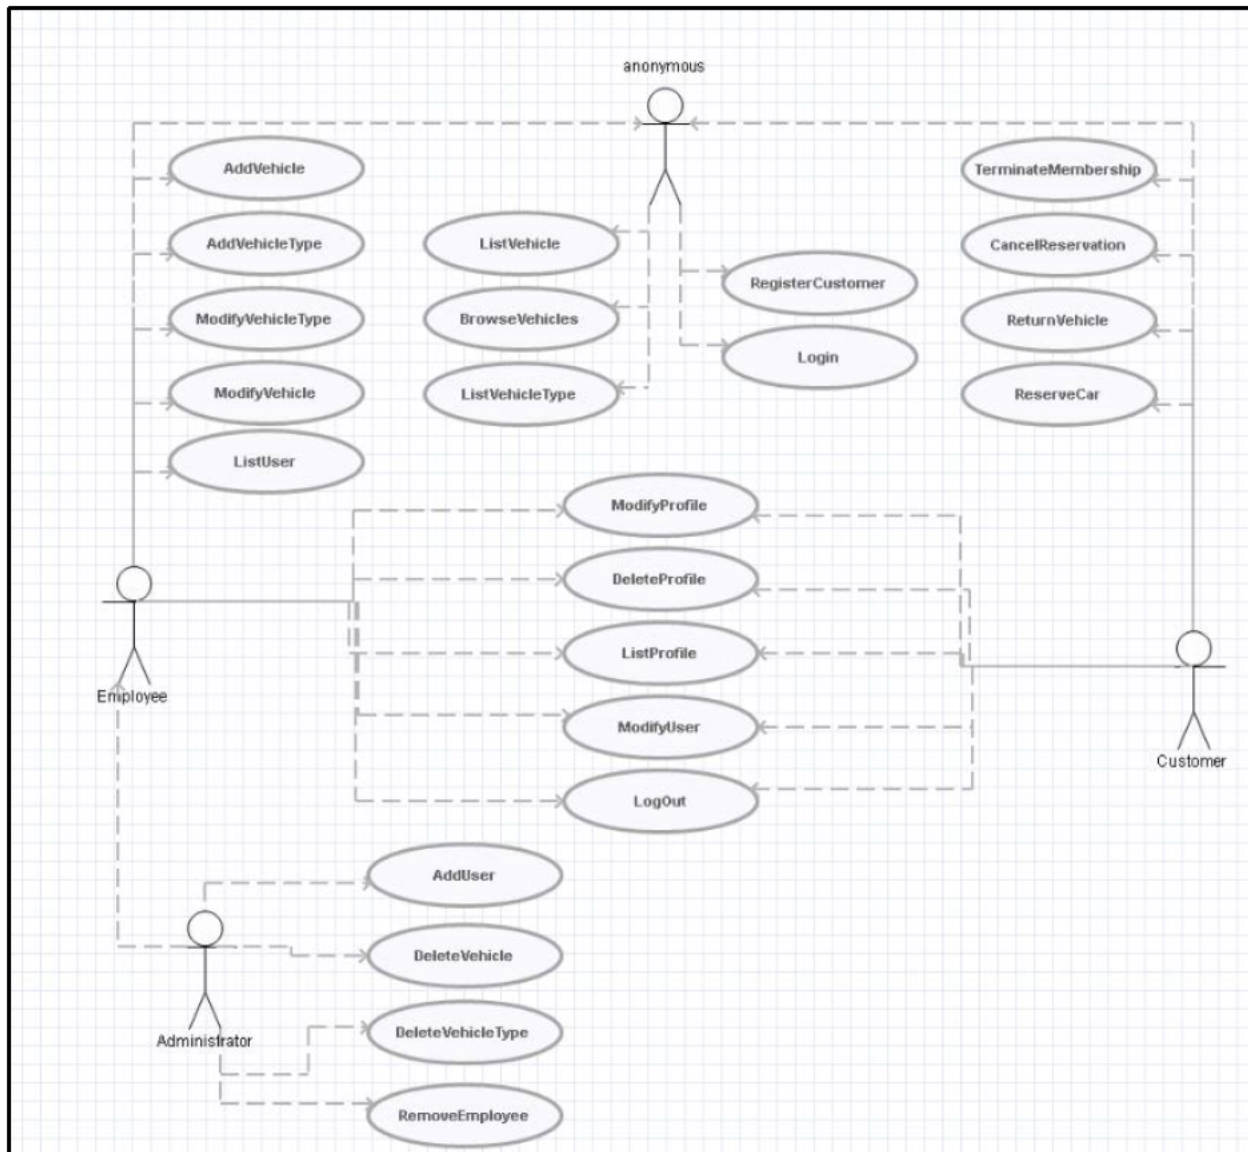 anonymous
AddVehicle
TerminateMembership
AddVehicleType
ListVehicle
CancelReservation
RegisterCustomer
ModifyVehicleType
BrowseVehicles
ReturnVehicle
Login
ModifyVehicle
ListVehicleType
ReserveCar
ListUser
ModifyProfile
DeleteProfile
ListProfile
Employee
ModifyUser
Customer
LogOut
AddUser
DeleteVehicle
DeleteVehicleType
Administrator
RemoveEmployee